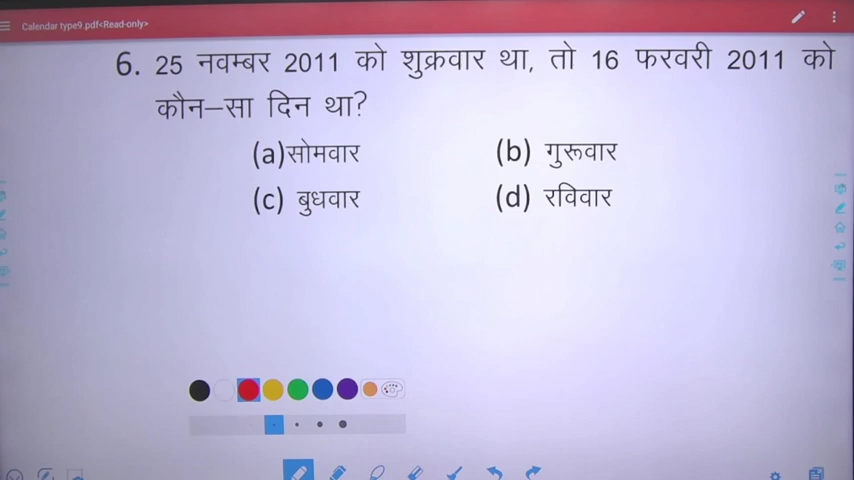 Calendar type9.pdf<Read-only>
6. 25 नवम्बर 2011 को शुक्रवार था, तो 16 फरवरी 2011 को
कौन–सा दिन था?
(a)सोमवार (b) गुरूवार
(c) बुधवार (d) रविवार